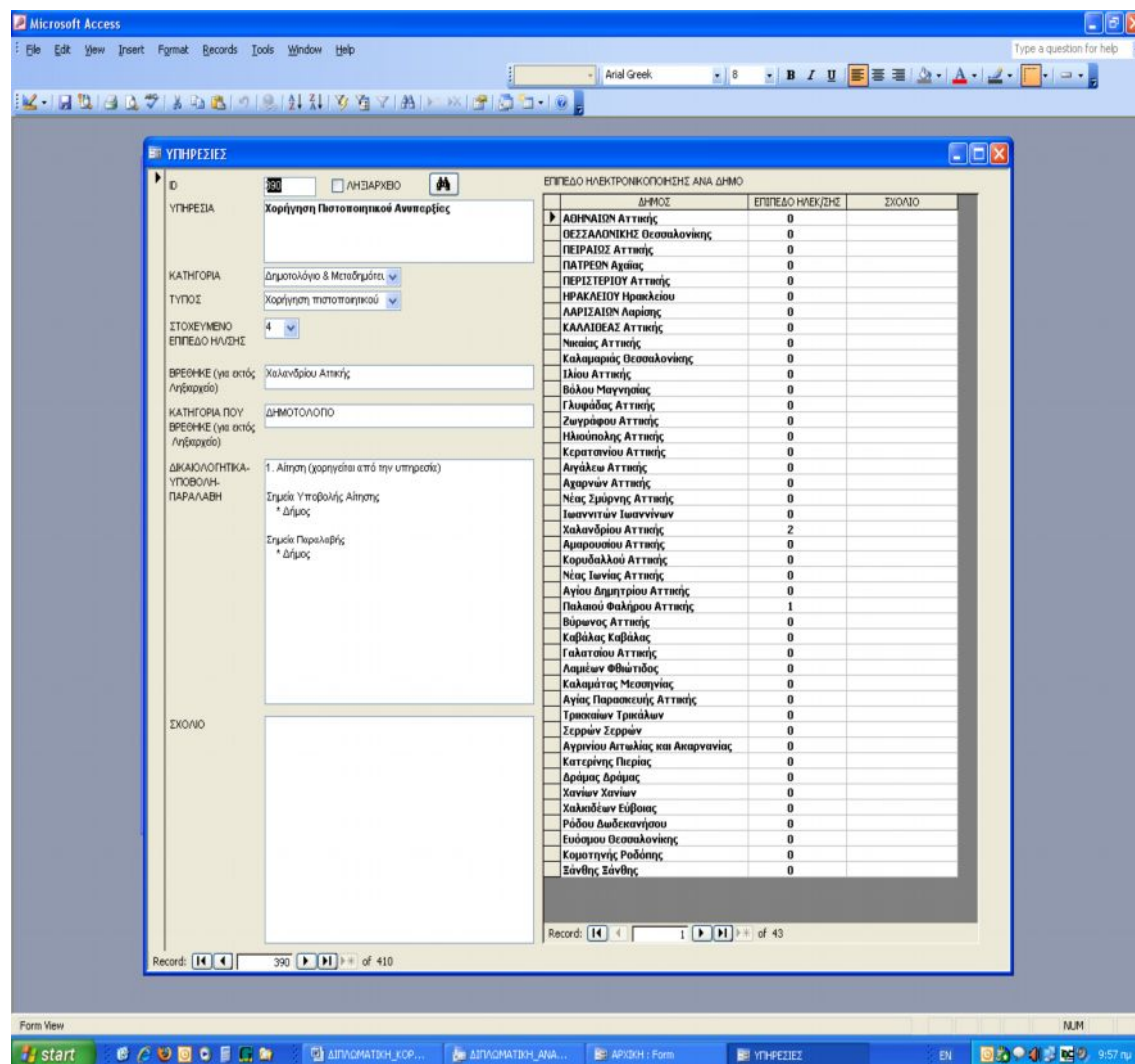 Microsoft Access
File Edit View Insert Format Records Tools Window Help
Type a question for help
Arial Greek 8 B I U
ΥΠΗΡΕΣΙΕΣ
ID 390 ΛΗΞΙΑΡΧΕΙΟ
ΥΠΗΡΕΣΙΑ Χορήγηση Πιστοποιητικού Ανυπαρξίας
ΚΑΤΗΓΟΡΙΑ Δημοτολόγιο & Μεταδημότευ
ΤΥΠΟΣ Χορήγηση πιστοποιητικού
ΣΤΟΧΕΥΜΕΝΟ 4
ΕΠΙΠΕΔΟ ΗΛ/ΣΗΣ
ΒΡΕΘΗΚΕ (για εκτός Χαλανδρίου Αττικής
Ληξιαρχείο)
ΚΑΤΗΓΟΡΙΑ ΠΟΥ ΔΗΜΟΤΟΛΟΓΙΟ
ΒΡΕΘΗΚΕ (για εκτός
Ληξιαρχείο)
ΔΙΚΑΙΟΛΟΓΗΤΙΚΑ- 1. Αίτηση (χορηγείται από την υπηρεσία)
ΥΠΟΒΟΛΗ-
ΠΑΡΑΛΑΒΗ Σημεία Υποβολής Αίτησης
* Δήμος
Σημεία Παραλαβής
* Δήμος
ΣΧΟΛΙΟ
Record: 390 of 410
ΕΠΙΠΕΔΟ ΗΛΕΚΤΡΟΝΙΚΟΠΟΙΗΣΗΣ ΑΝΑ ΔΗΜΟ
ΔΗΜΟΣ ΕΠΙΠΕΔΟ ΗΛΕΚ/ΣΗΣ ΣΧΟΛΙΟ
ΑΘΗΝΑΙΩΝ Αττικής 0
ΘΕΣΣΑΛΟΝΙΚΗΣ Θεσσαλονίκης 0
ΠΕΙΡΑΙΩΣ Αττικής 0
ΠΑΤΡΕΩΝ Αχαΐας 0
ΠΕΡΙΣΤΕΡΙΟΥ Αττικής 0
ΗΡΑΚΛΕΙΟΥ Ηρακλείου 0
ΛΑΡΙΣΑΙΩΝ Λαρίσης 0
ΚΑΛΛΙΘΕΑΣ Αττικής 0
Νικαίας Αττικής 0
Καλαμαριάς Θεσσαλονίκης 0
Ιλίου Αττικής 0
Βόλου Μαγνησίας 0
Γλυφάδας Αττικής 0
Ζωγράφου Αττικής 0
Ηλιούπολης Αττικής 0
Κερατσινίου Αττικής 0
Αιγάλεω Αττικής 0
Αχαρνών Αττικής 0
Νέας Σμύρνης Αττικής 0
Ιωαννιτών Ιωαννίνων 0
Χαλανδρίου Αττικής 2
Αμαρουσίου Αττικής 0
Κορυδαλλού Αττικής 0
Νέας Ιωνίας Αττικής 0
Αγίου Δημητρίου Αττικής 0
Παλαιού Φαλήρου Αττικής 1
Βύρωνος Αττικής 0
Καβάλας Καβάλας 0
Γαλατσίου Αττικής 0
Λαμιέων Φθιώτιδος 0
Καλαμάτας Μεσσηνίας 0
Αγίας Παρασκευής Αττικής 0
Τρικκαίων Τρικάλων 0
Σερρών Σερρών 0
Αγρινίου Αιτωλίας και Ακαρνανίας 0
Κατερίνης Πιερίας 0
Δράμας Δράμας 0
Χανίων Χανίων 0
Χαλκιδέων Εύβοιας 0
Ρόδου Δωδεκανήσου 0
Ευόσμου Θεσσαλονίκης 0
Κομοτηνής Ροδόπης 0
Ξάνθης Ξάνθης 0
Record: 1 of 43
Form View NUM
start ΔΙΠΛΩΜΑΤΙΚΗ_ΚΟΡ... ΔΙΠΛΩΜΑΤΙΚΗ_ΑΝΑ... ΑΡΧΙΚΗ : Form ΥΠΗΡΕΣΙΕΣ EN 9:57 πμ